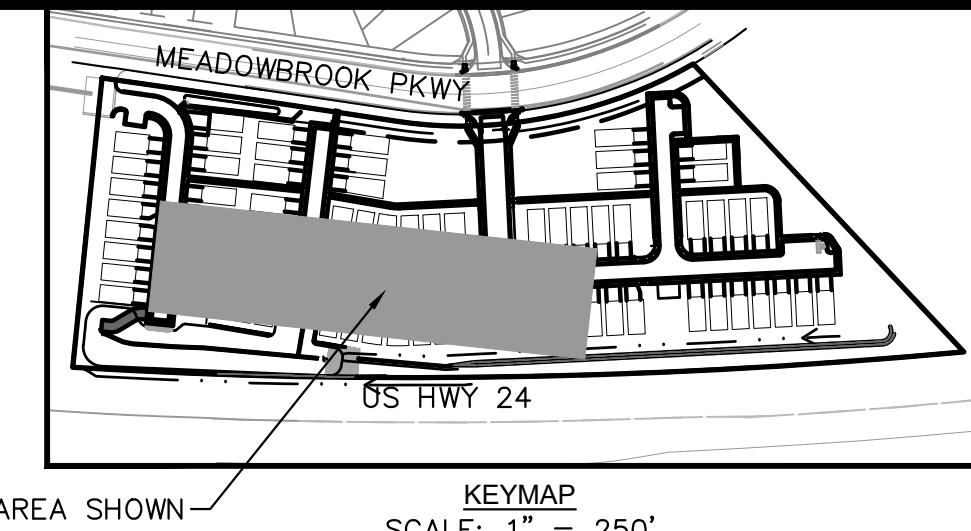 MEADOWBROOK PKWY
US HWY 24
AREA SHOWN
KEYMAP
SCALE: 1" = 250'